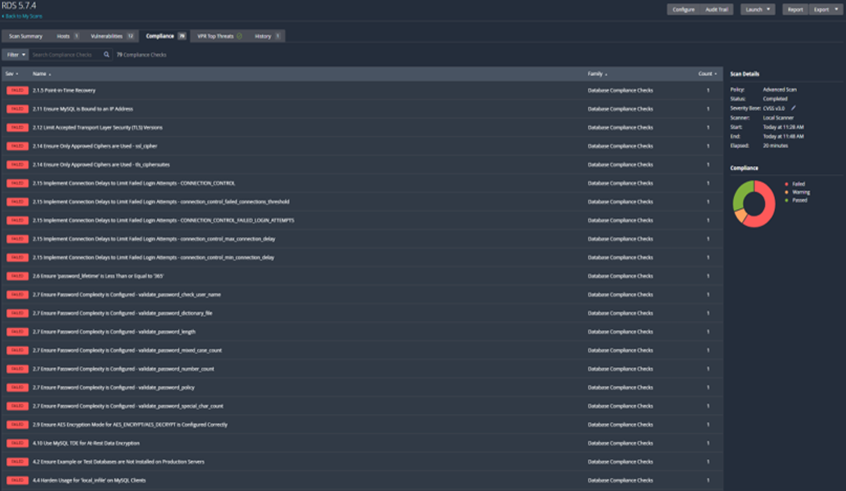 RDS 5.7.4
Back to My Scans
Configure Audit Trail Launch Report Export
Scan Summary Hosts 1 Vulnerabilities 12 Compliance 79 VPR Top Threats History 1
Filter Search Compliance Checks 79 Compliance Checks
Sev Name Family Count
FAILED 2.1.5 Point-in-Time Recovery Database Compliance Checks 1
FAILED 2.11 Ensure MySQL is Bound to an IP Address Database Compliance Checks 1
FAILED 2.12 Limit Accepted Transport Layer Security (TLS) Versions Database Compliance Checks 1
FAILED 2.14 Ensure Only Approved Ciphers are Used - ssl_cipher Database Compliance Checks 1
FAILED 2.14 Ensure Only Approved Ciphers are Used - tls_ciphersuites Database Compliance Checks 1
FAILED 2.15 Implement Connection Delays to Limit Failed Login Attempts - CONNECTION_CONTROL Database Compliance Checks 1
FAILED 2.15 Implement Connection Delays to Limit Failed Login Attempts - connection_control_failed_connections_threshold Database Compliance Checks 1
FAILED 2.15 Implement Connection Delays to Limit Failed Login Attempts - CONNECTION_CONTROL_FAILED_LOGIN_ATTEMPTS Database Compliance Checks 1
FAILED 2.15 Implement Connection Delays to Limit Failed Login Attempts - connection_control_max_connection_delay Database Compliance Checks 1
FAILED 2.15 Implement Connection Delays to Limit Failed Login Attempts - connection_control_min_connection_delay Database Compliance Checks 1
FAILED 2.6 Ensure 'password_lifetime' is Less Than or Equal to '365' Database Compliance Checks 1
FAILED 2.7 Ensure Password Complexity is Configured - validate_password_check_user_name Database Compliance Checks 1
FAILED 2.7 Ensure Password Complexity is Configured - validate_password_dictionary_file Database Compliance Checks 1
FAILED 2.7 Ensure Password Complexity is Configured - validate_password_length Database Compliance Checks 1
FAILED 2.7 Ensure Password Complexity is Configured - validate_password_mixed_case_count Database Compliance Checks 1
FAILED 2.7 Ensure Password Complexity is Configured - validate_password_number_count Database Compliance Checks 1
FAILED 2.7 Ensure Password Complexity is Configured - validate_password_policy Database Compliance Checks 1
FAILED 2.7 Ensure Password Complexity is Configured - validate_password_special_char_count Database Compliance Checks 1
FAILED 2.9 Ensure AES Encryption Mode for AES_ENCRYPT/AES_DECRYPT is Configured Correctly Database Compliance Checks 1
FAILED 4.10 Use MySQL TDE for At-Rest Data Encryption Database Compliance Checks 1
FAILED 4.2 Ensure Example or Test Databases are Not Installed on Production Servers Database Compliance Checks 1
FAILED 4.4 Harden Usage for 'local_infile' on MySQL Clients Database Compliance Checks 1
Scan Details
Policy: Advanced Scan
Status: Completed
Severity Base: CVSS v3.0
Scanner: Local Scanner
Start: Today at 11:28 AM
End: Today at 11:48 AM
Elapsed: 20 minutes
Compliance
Failed
Warning
Passed